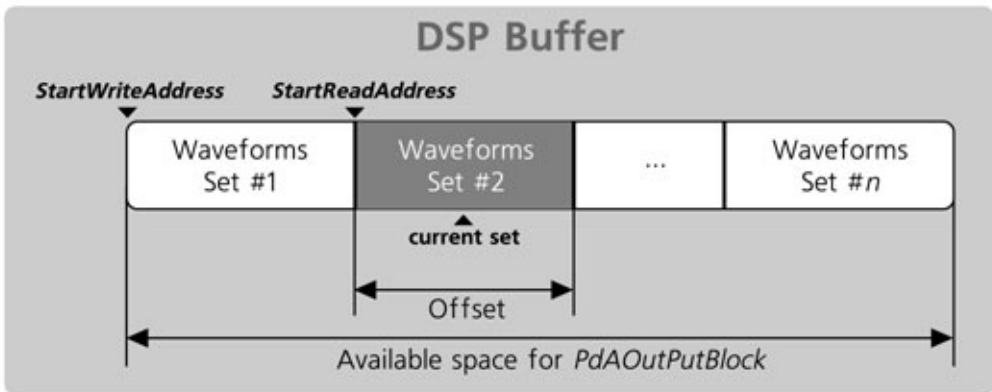 DSP Buffer
StartWriteAddress
StartReadAddress
Waveforms
Set #1
Waveforms
Set #2
...
Waveforms
Set #n
current set
Offset
Available space for PdAOutPutBlock